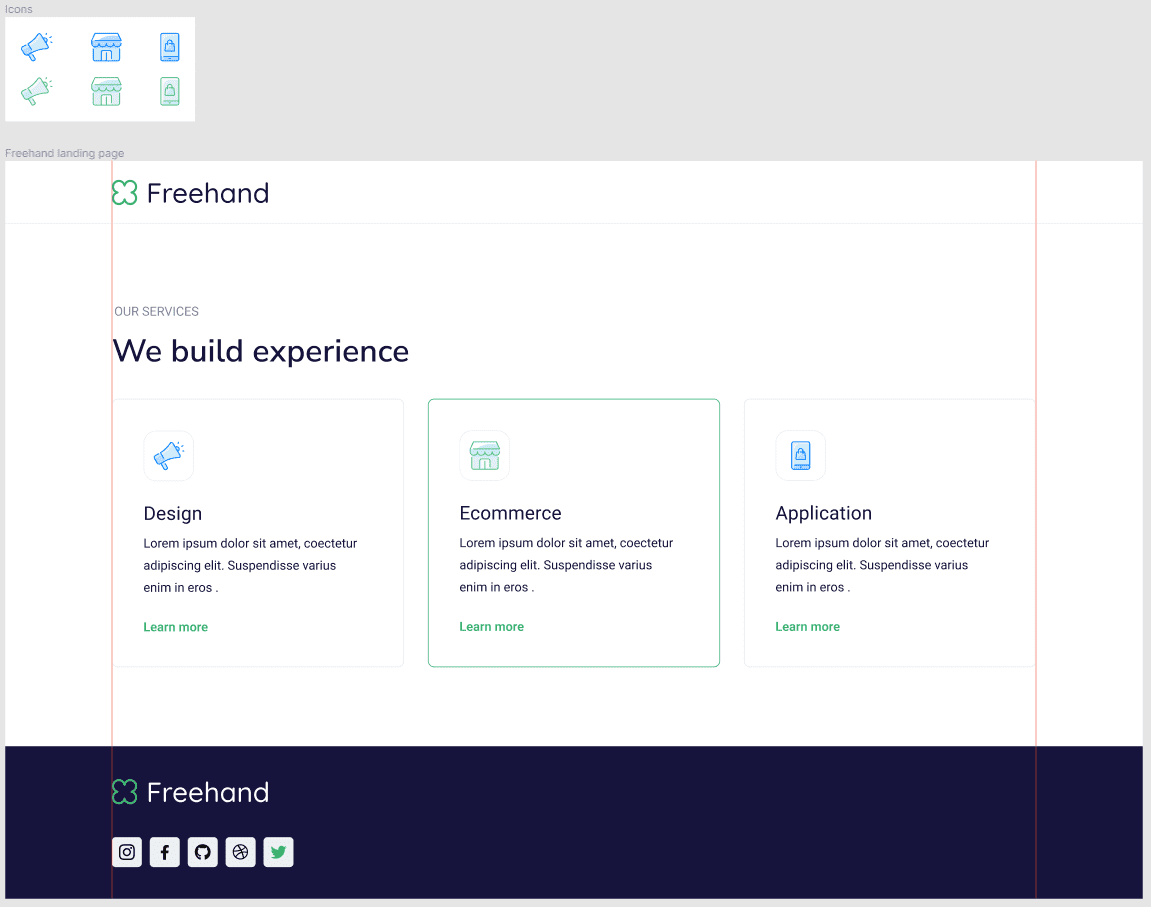 Icons
Freehand landing page
Freehand
OUR SERVICES
We build experience
Design
Lorem ipsum dolor sit amet, coectetur
adipiscing elit. Suspendisse varius
enim in eros .
Learn more
Ecommerce
Lorem ipsum dolor sit amet, coectetur
adipiscing elit. Suspendisse varius
enim in eros .
Learn more
Application
Lorem ipsum dolor sit amet, coectetur
adipiscing elit. Suspendisse varius
enim in eros .
Learn more
Freehand